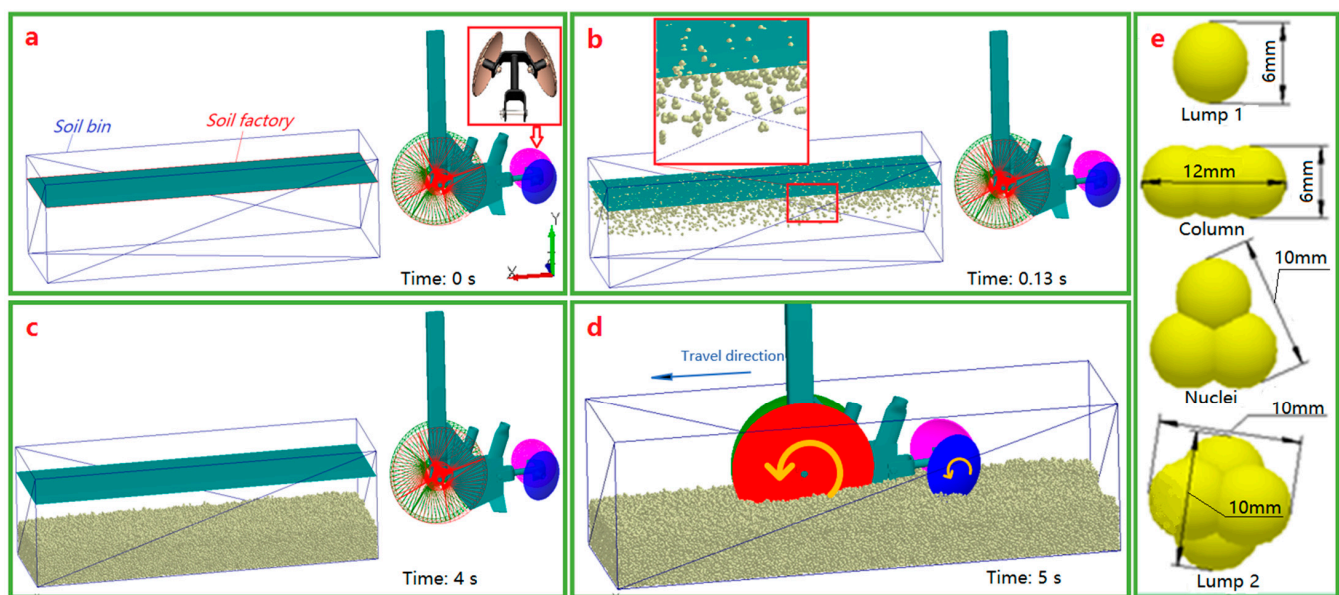 a
Soil bin
Soil factory
Y
X
Time: 0 s
b
Time: 0.13 s
c
Time: 4 s
d
Travel direction
Time: 5 s
e
6mm
Lump 1
12mm
6mm
Column
10mm
Nuclei
10mm
10mm
Lump 2